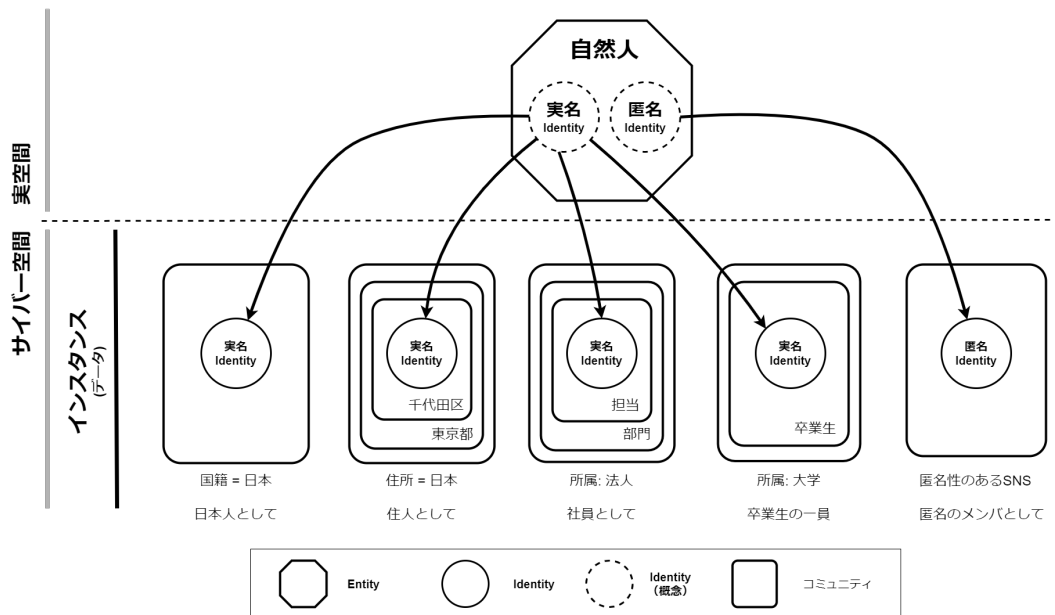 自然人
実名
Identity
匿名
Identity
実空間
サイバー空間
インスタンス
(データ)
実名
Identity
実名
Identity
千代田区
東京都
実名
Identity
担当
部門
実名
Identity
卒業生
匿名
Identity
国籍 = 日本
日本人として
住所 = 日本
住人として
所属: 法人
社員として
所属: 大学
卒業生の一員
匿名性のあるSNS
匿名のメンバとして
Entity
Identity
Identity
(概念)
コミュニティ